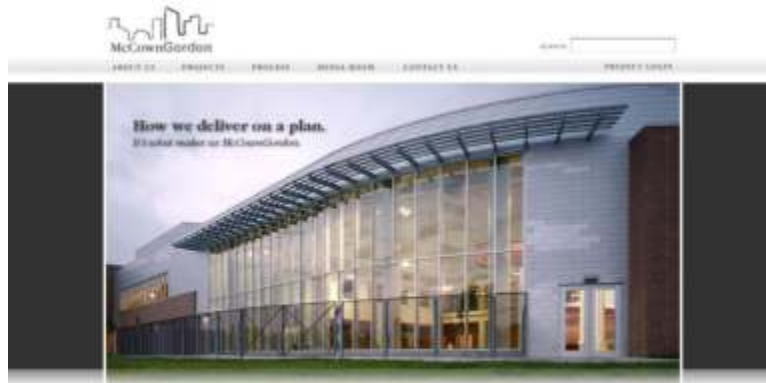 McCownGordon
SEARCH
ABOUT US PROJECTS PROCESS MEDIA ROOM CONTACT US PROJECT LOGIN
How we deliver on a plan.
It's what makes us McCownGordon.